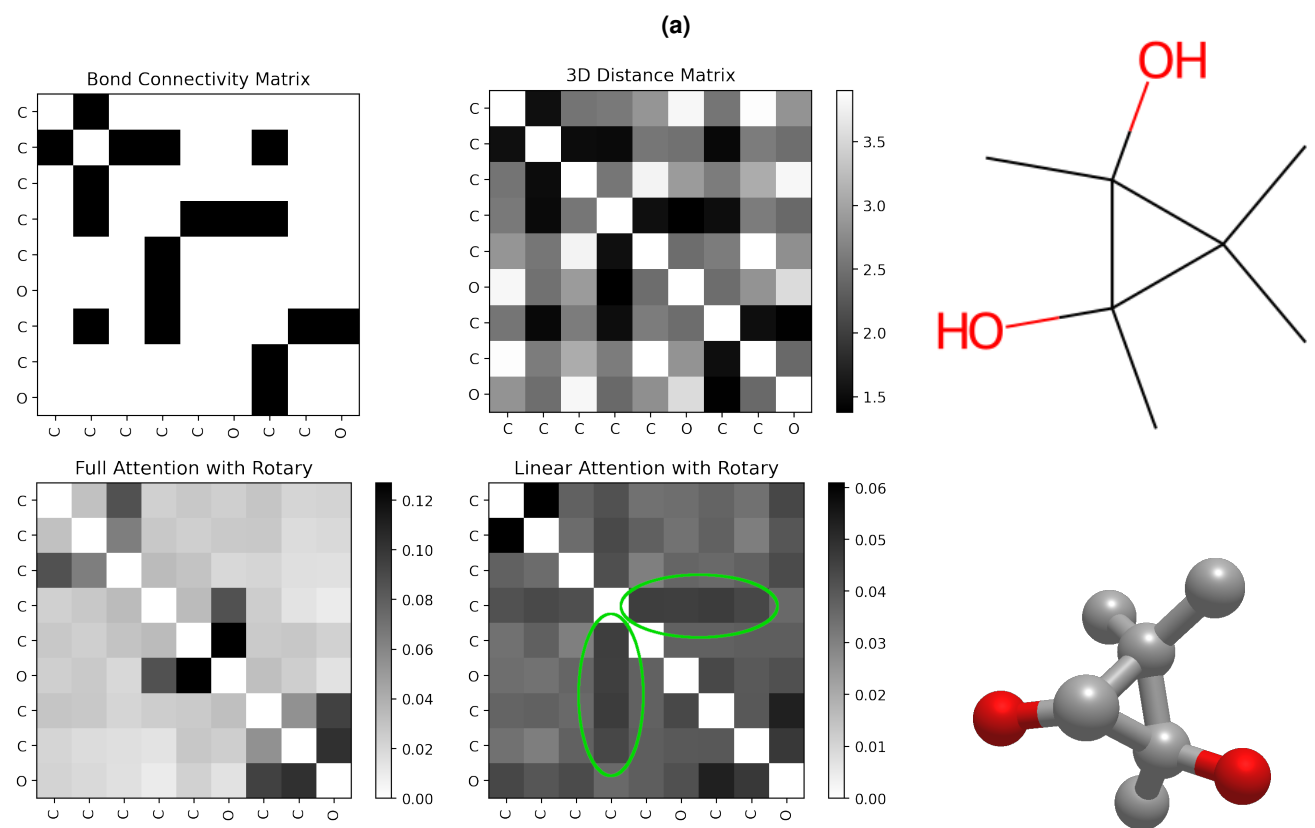 (a)
Bond Connectivity Matrix
C
C
C
C
C
O
C
C
O
C C C C C O C C O
3D Distance Matrix
C
C
C
C
C
O
C
C
O
C C C C C O C C O
3.5
3.0
2.5
2.0
1.5
OH
HO
Full Attention with Rotary
C
C
C
C
C
O
C
C
O
C C C C C O C C O
0.12
0.10
0.08
0.06
0.04
0.02
0.00
Linear Attention with Rotary
C
C
C
C
C
O
C
C
O
C C C C C O C C O
0.06
0.05
0.04
0.03
0.02
0.01
0.00